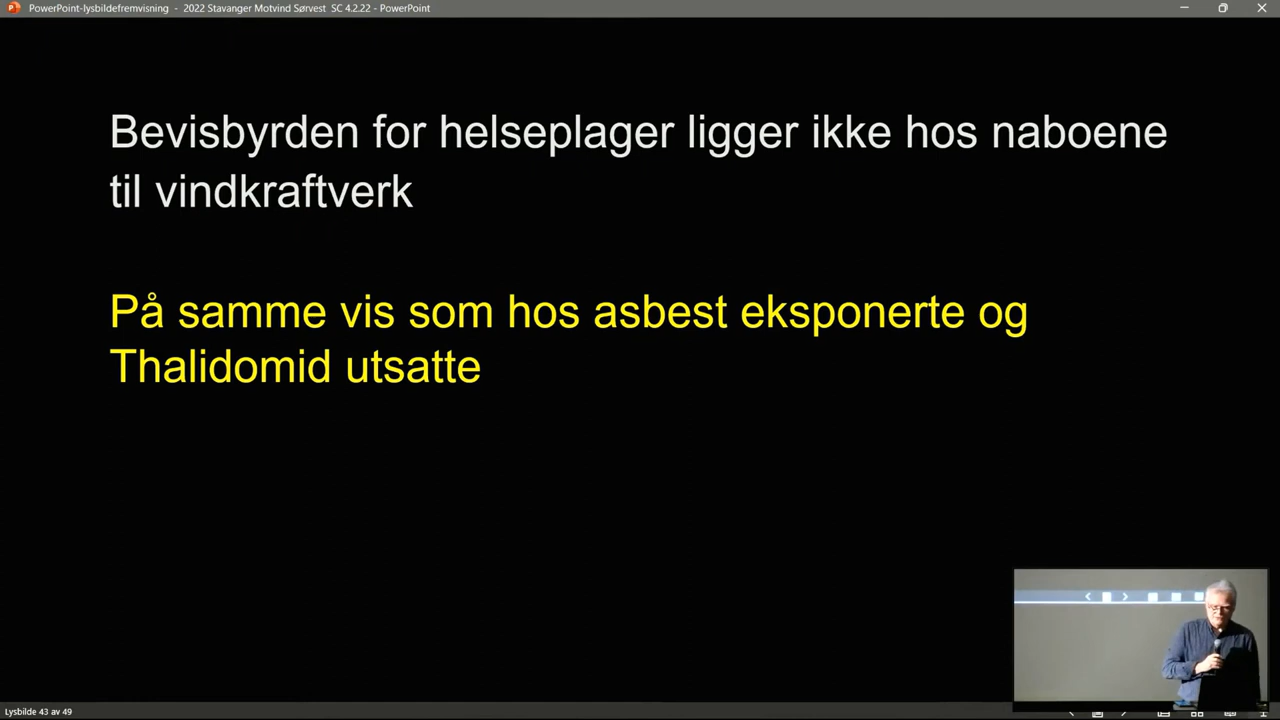 PowerPoint-lysbildefremvisning - 2022 Stavanger Motvind Sørvest SC 4.2.22 - PowerPoint
Bevisbyrden for helseplager ligger ikke hos naboene
til vindkraftverk
På samme vis som hos asbest eksponerte og
Thalidomid utsatte
Lysbilde 43 av 49